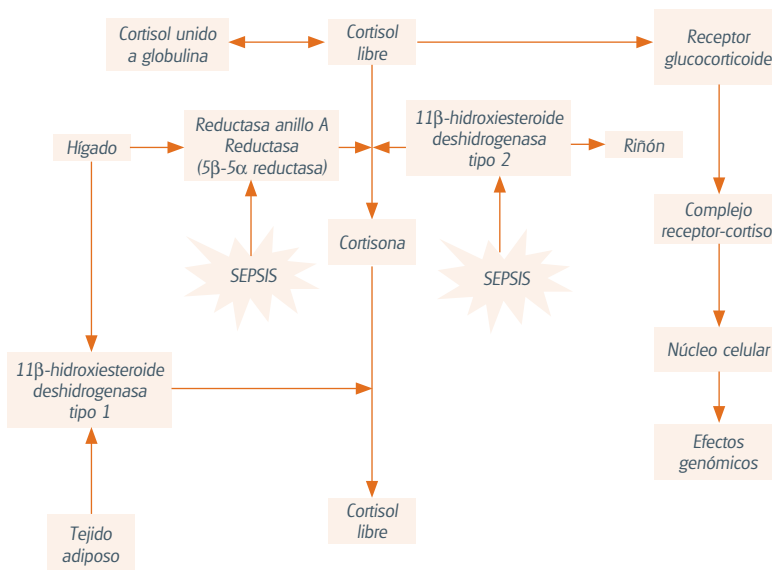 Cortisol unido
a globulina
Cortisol
libre
Receptor
glucocorticoide
Hígado
Reductasa anillo A
Reductasa
(5β-5α reductasa)
11β-hidroxiesteroide
deshidrogenasa
tipo 2
Riñón
Cortisona
Complejo
receptor-cortiso
SEPSIS
SEPSIS
11β-hidroxiesteroide
deshidrogenasa
tipo 1
Núcleo celular
Efectos
genómicos
Tejido
adiposo
Cortisol
libre